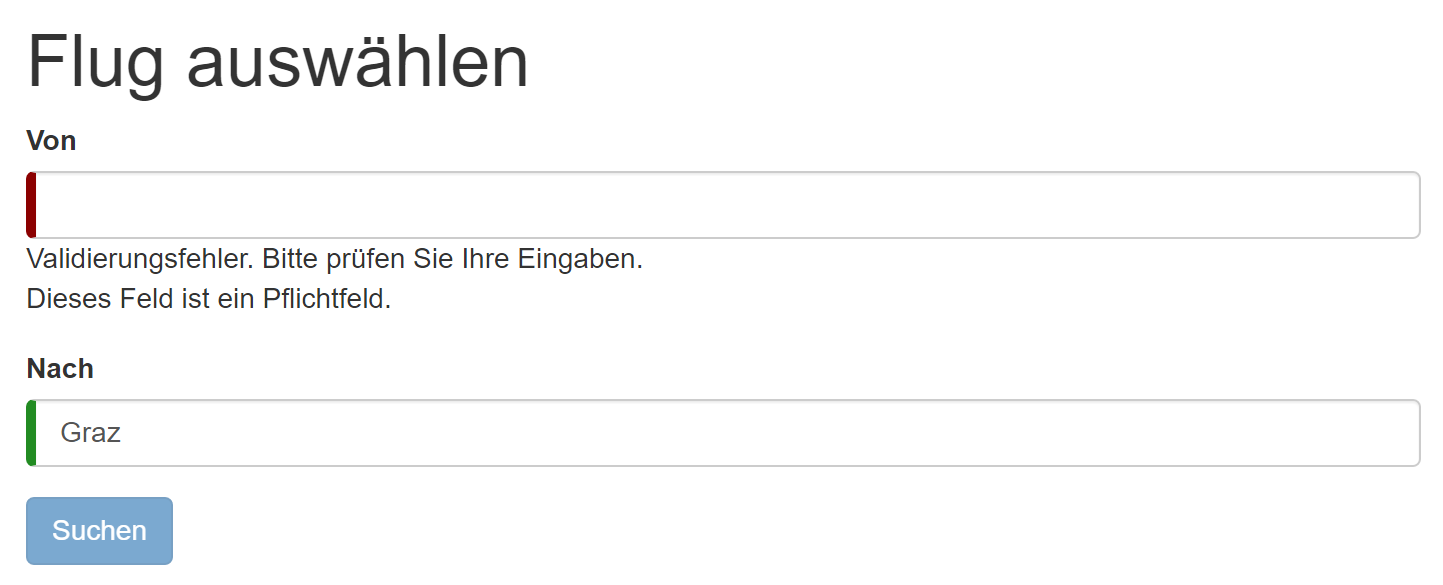 Flug auswählen
Von
Validierungsfehler. Bitte prüfen Sie Ihre Eingaben.
Dieses Feld ist ein Pflichtfeld.
Nach
Graz
Suchen